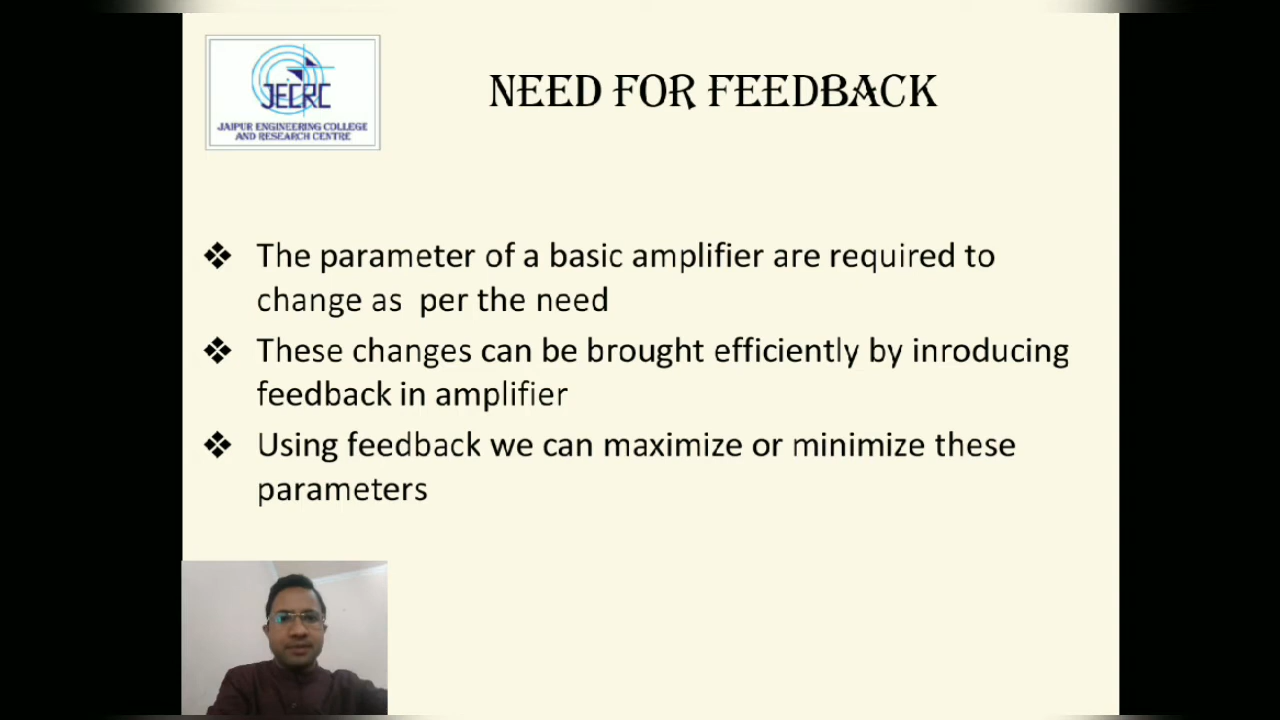 JECRC
JAIPUR ENGINEERING COLLEGE
AND RESEARCH CENTRE
NEED FOR FEEDBACK
The parameter of a basic amplifier are required to
change as per the need
These changes can be brought efficiently by inroducing
feedback in amplifier
Using feedback we can maximize or minimize these
parameters